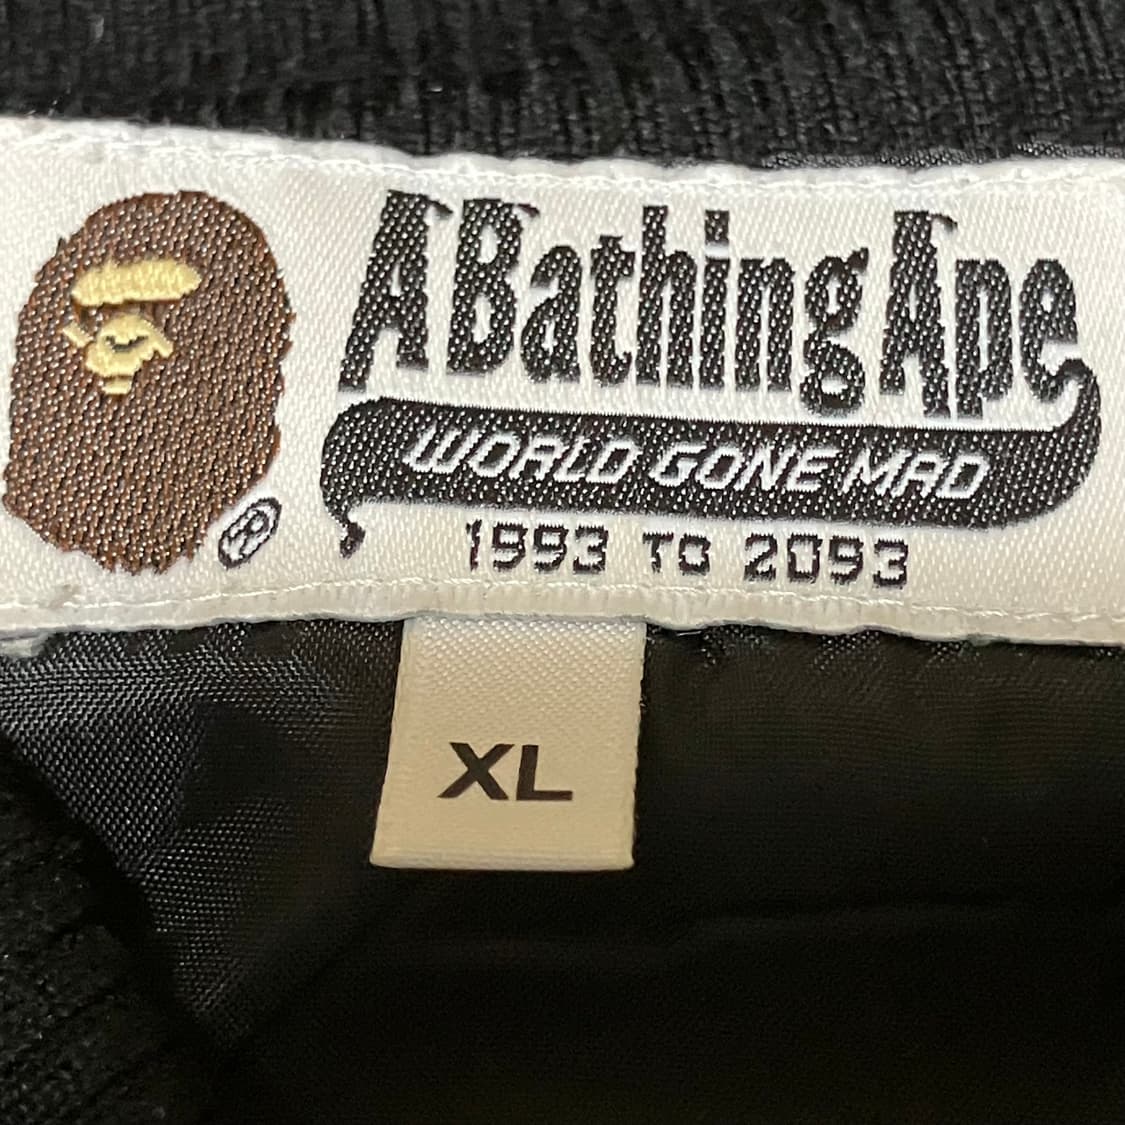 A Bathing Ape
®
WORLD GONE MAD
1993 TO 2093
XL